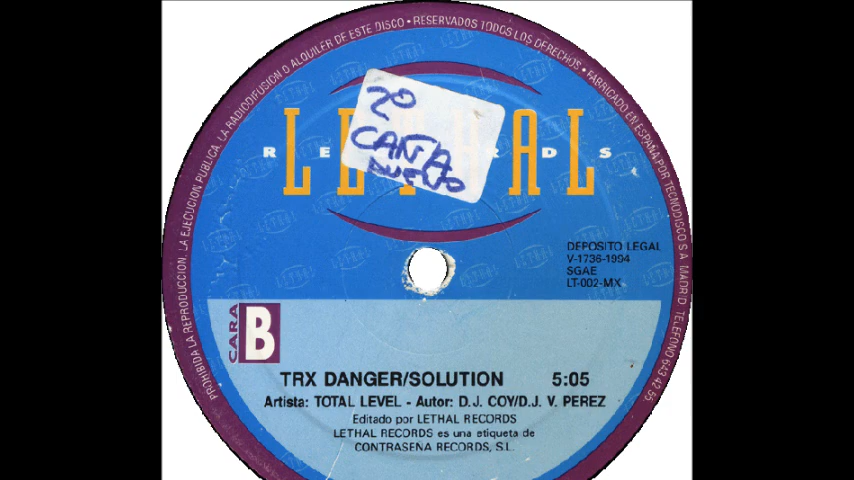 PROHIBIDA LA REPRODUCCION, LA EJECUCION PUBLICA, LA RADIODIFUSION O ALQUILER DE ESTE DISCO • RESERVADOS TODOS LOS DERECHOS • FABRICADO EN ESPAÑA POR TECNODISCO S.A. MADRID TELEFONO 643 42 55
2º
CAÑA
LETHAL
DEPOSITO LEGAL
V-1736-1994
SGAE
LT-002-MX
CARA B
TRX DANGER/SOLUTION 5:05
Artista: TOTAL LEVEL - Autor: D.J. COY/D.J. V. PEREZ
Editado por LETHAL RECORDS
LETHAL RECORDS es una etiqueta de
CONTRASEÑA RECORDS, S.L.